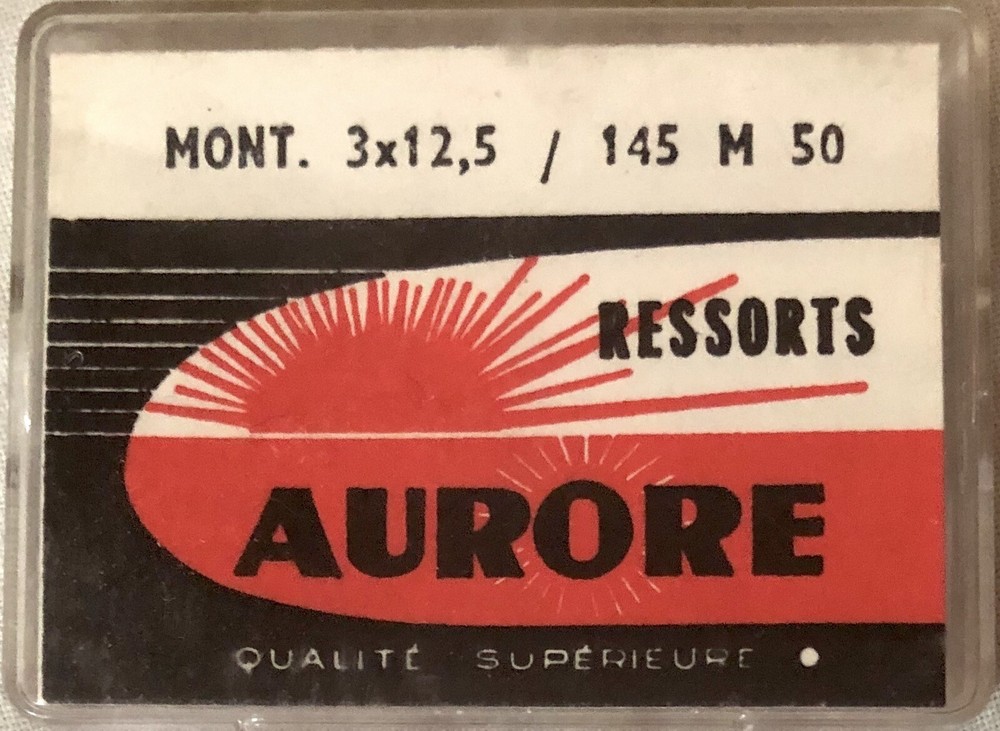 MONT. 3x12,5 / 145 M 50
RESSORTS
AURORE
QUALITÉ SUPÉRIEURE